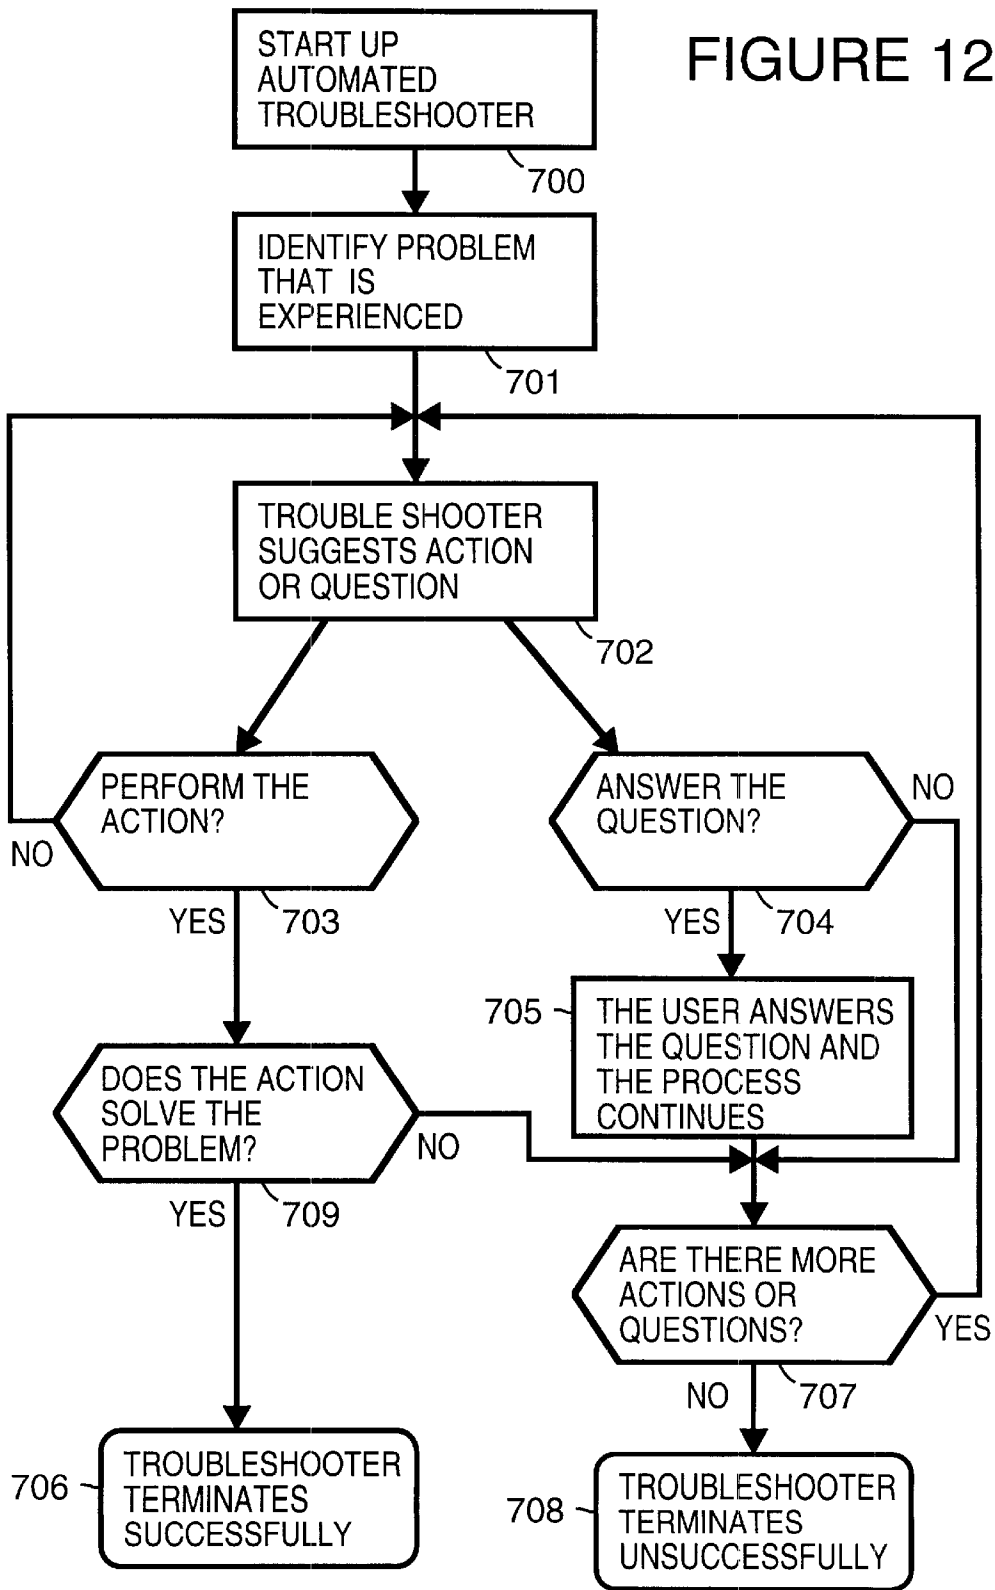 FIGURE 12
START UP
AUTOMATED
TROUBLESHOOTER
700
IDENTIFY PROBLEM
THAT IS
EXPERIENCED
701
TROUBLE SHOOTER
SUGGESTS ACTION
OR QUESTION
702
PERFORM THE
ACTION?
NO
YES
703
ANSWER THE
QUESTION?
NO
YES
704
705
THE USER ANSWERS
THE QUESTION AND
THE PROCESS
CONTINUES
DOES THE ACTION
SOLVE THE
PROBLEM?
NO
YES
709
ARE THERE MORE
ACTIONS OR
QUESTIONS?
YES
NO
707
706
TROUBLESHOOTER
TERMINATES
SUCCESSFULLY
708
TROUBLESHOOTER
TERMINATES
UNSUCCESSFULLY